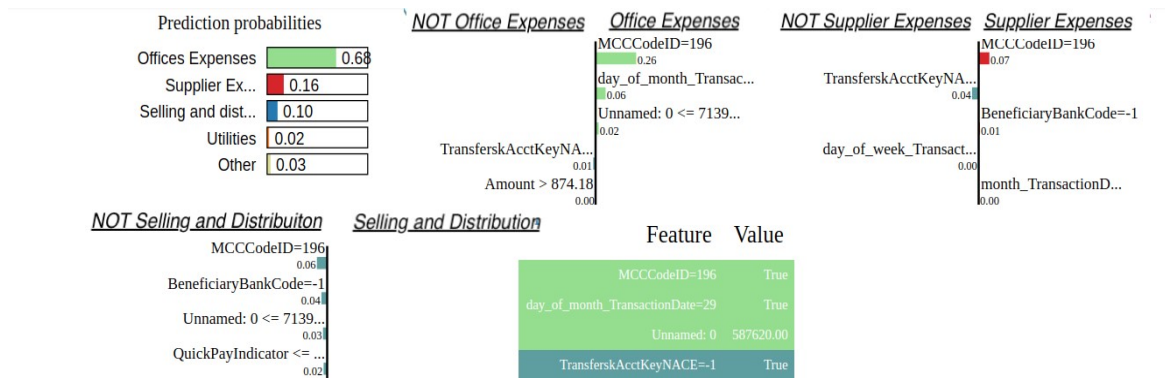 Prediction probabilities
Offices Expenses 0.68
Supplier Ex... 0.16
Selling and dist... 0.10
Utilities 0.02
Other 0.03
NOT Office Expenses Office Expenses
MCCCodeID=196
0.26
day_of_month_Transac...
0.06
Unnamed: 0 <= 7139...
0.02
TransferskAcctKeyNA...
0.01
Amount > 874.18
0.00
NOT Supplier Expenses Supplier Expenses
MCCCodeID=196
0.07
TransferskAcctKeyNA...
0.04
BeneficiaryBankCode=-1
0.01
day_of_week_Transact...
0.00
month_TransactionD...
0.00
NOT Selling and Distribuiton Selling and Distribution
MCCCodeID=196
0.06
BeneficiaryBankCode=-1
0.04
Unnamed: 0 <= 7139...
0.03
QuickPayIndicator <= ...
0.02
Feature Value
MCCCodeID=196 True
day_of_month_TransactionDate=29 True
Unnamed: 0 587620.00
TransferskAcctKeyNACE=-1 True